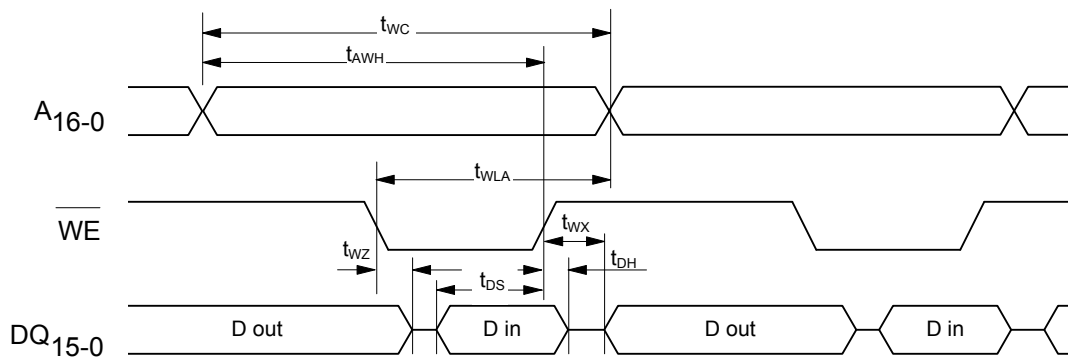 tWC
tAWH
A16-0
tWLA
WE
tWX
tWZ
tDH
tDS
DQ15-0
D out
D in
D out
D in